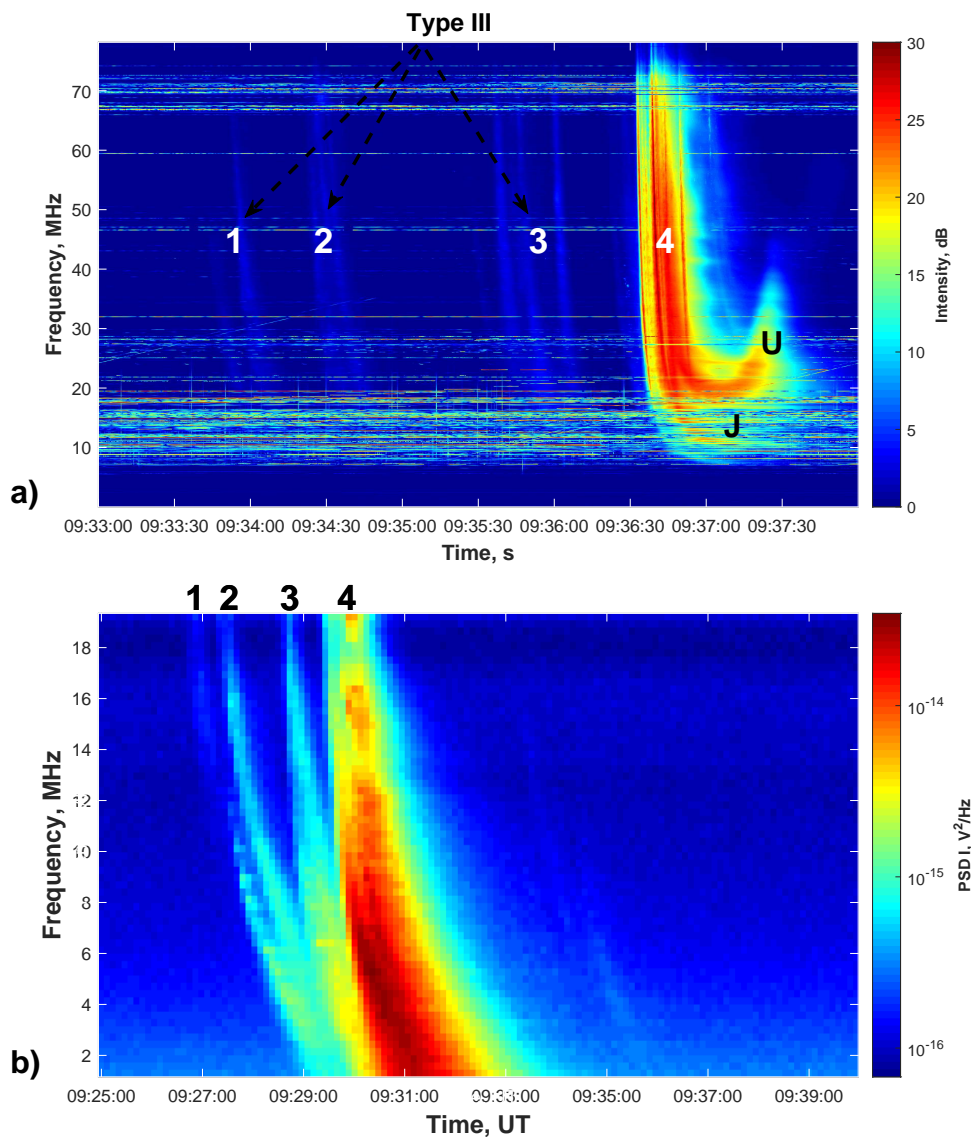 Type III
30
25
20
15
10
5
0
Intensity, dB
70
60
50
40
30
20
10
Frequency, MHz
1
2
3
4
U
J
a)
09:33:00 09:33:30 09:34:00 09:34:30 09:35:00 09:35:30 09:36:00 09:36:30 09:37:00 09:37:30
Time, s
1 2 3 4
18
16
14
12
10
8
6
4
2
Frequency, MHz
10-14
10-15
10-16
PSD I, V2/Hz
b)
09:25:00 09:27:00 09:29:00 09:31:00 09:33:00 09:35:00 09:37:00 09:39:00
Time, UT